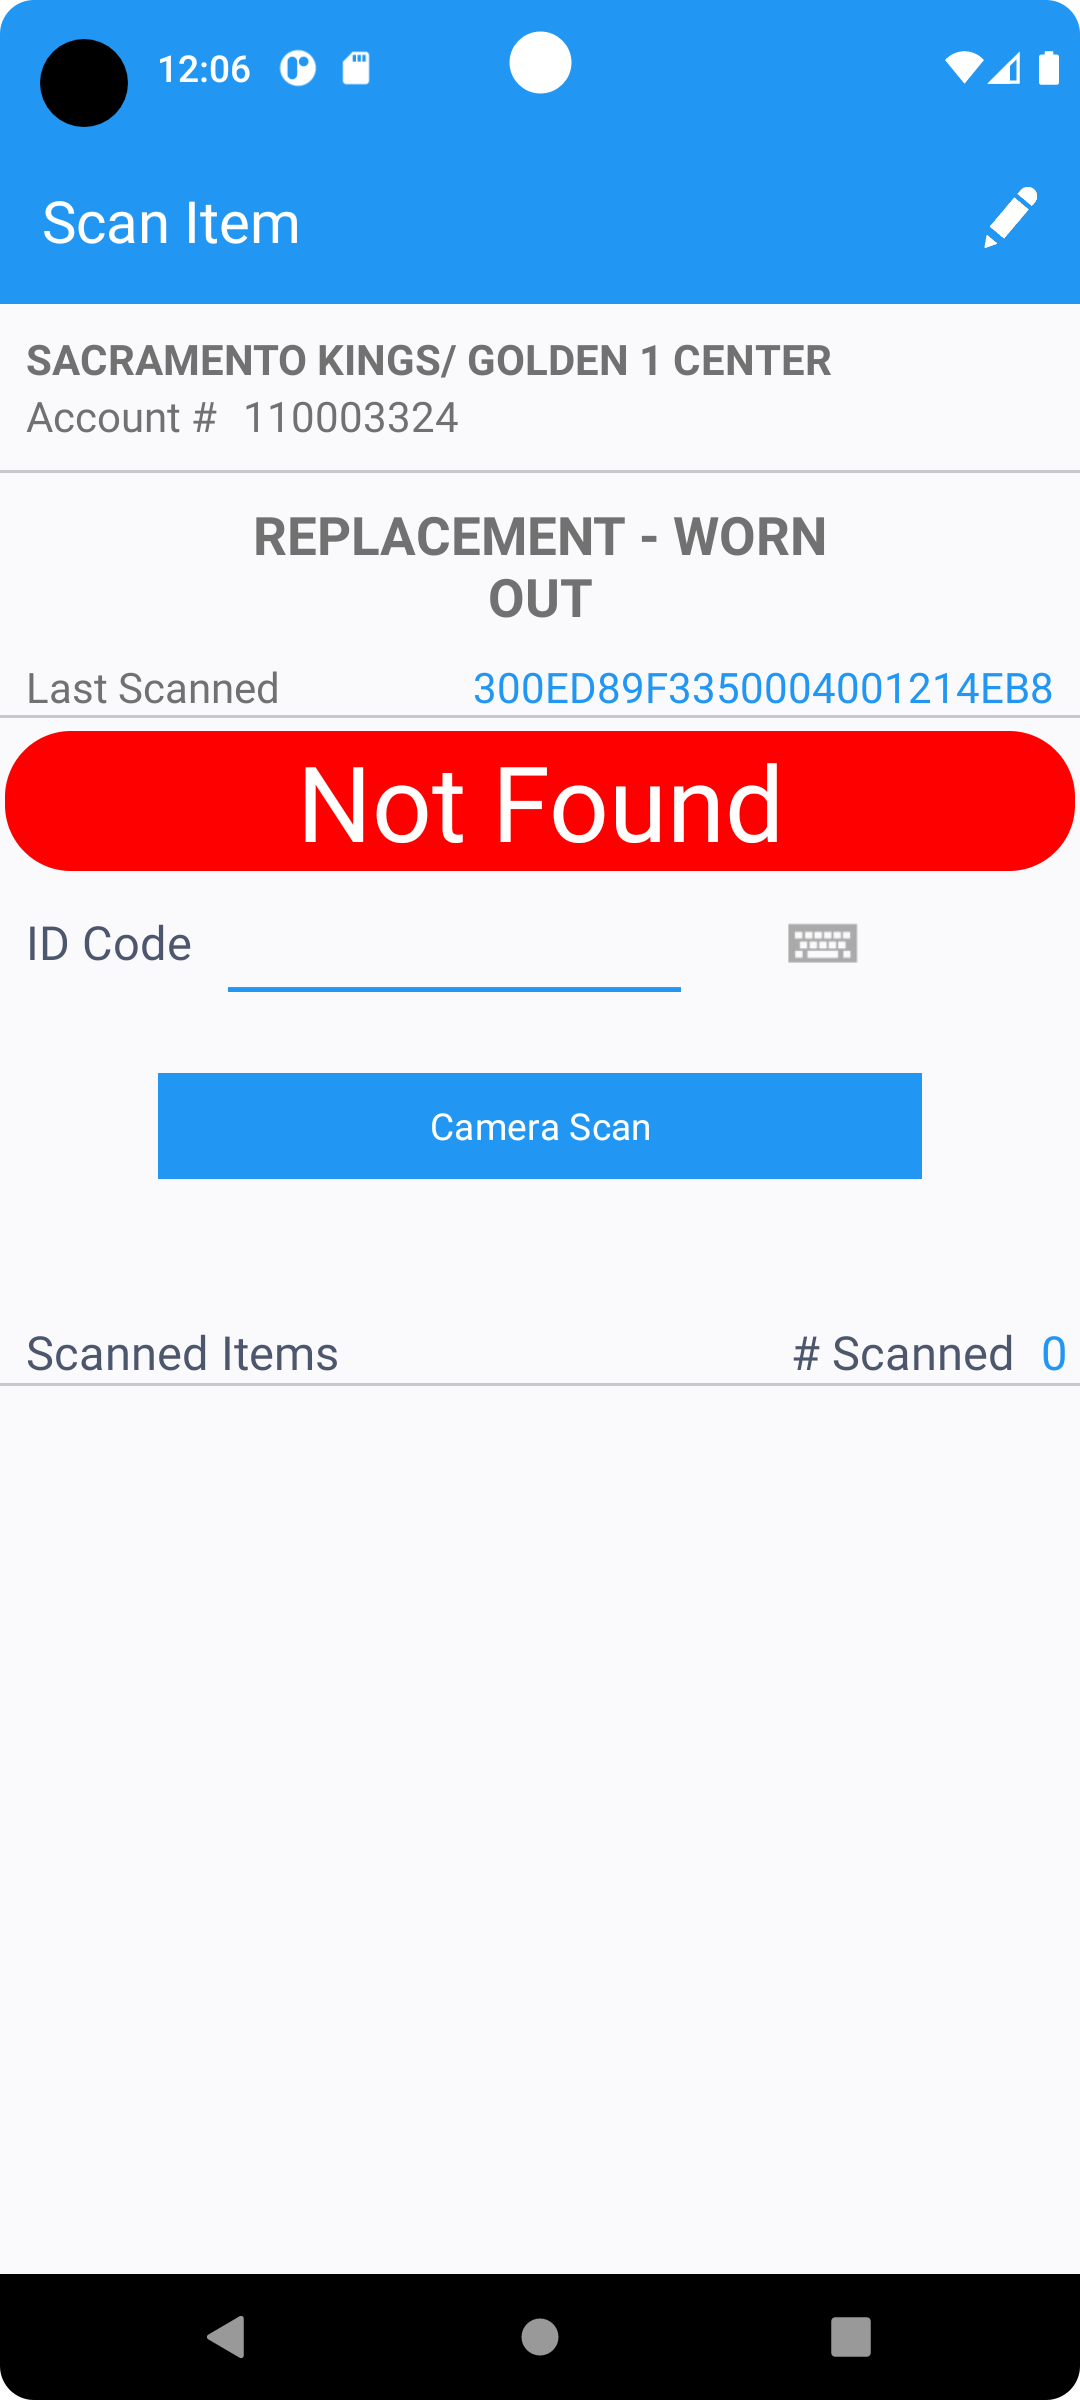 12:06
Scan Item
SACRAMENTO KINGS/ GOLDEN 1 CENTER
Account # 110003324
REPLACEMENT - WORN
OUT
Last Scanned 300ED89F3350004001214EB8
Not Found
ID Code
Camera Scan
Scanned Items # Scanned 0